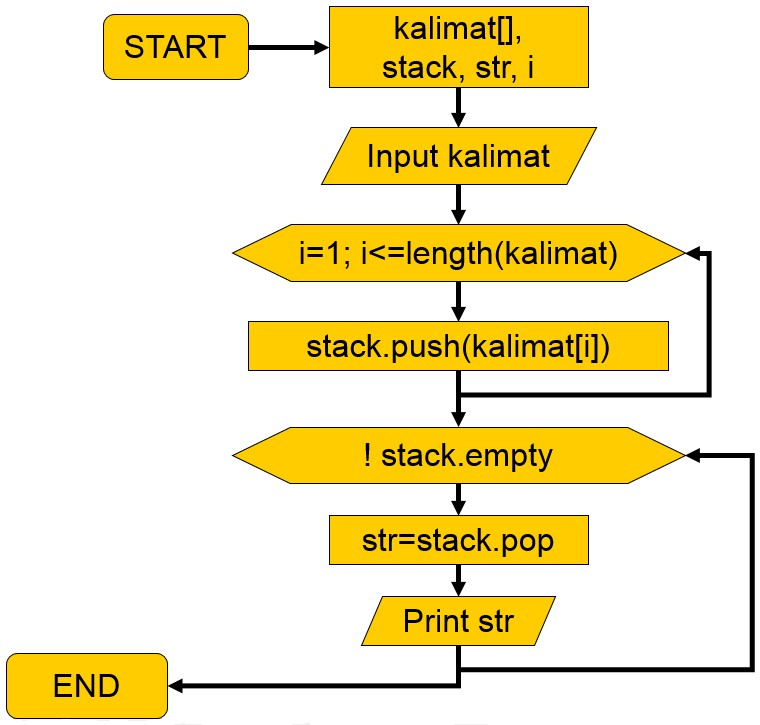 START
kalimat[],
stack, str, i
Input kalimat
i=1; i<=length(kalimat)
stack.push(kalimat[i])
! stack.empty
str=stack.pop
Print str
END